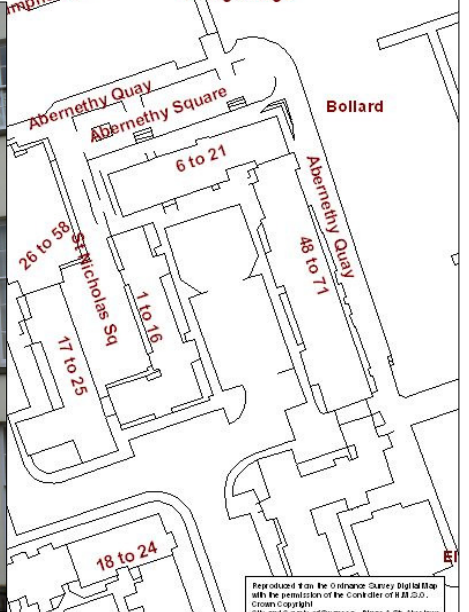 Abernethy Quay
Abernethy Square
Bollard
6 to 21
Abernethy Quay
26 to 58
St Nicholas Sq
48 to 71
1 to 16
17 to 25
18 to 24
Reproduced from the Ordnance Survey Digital Map
with the permission of the Controller of H.M.S.O.
Crown Copyright